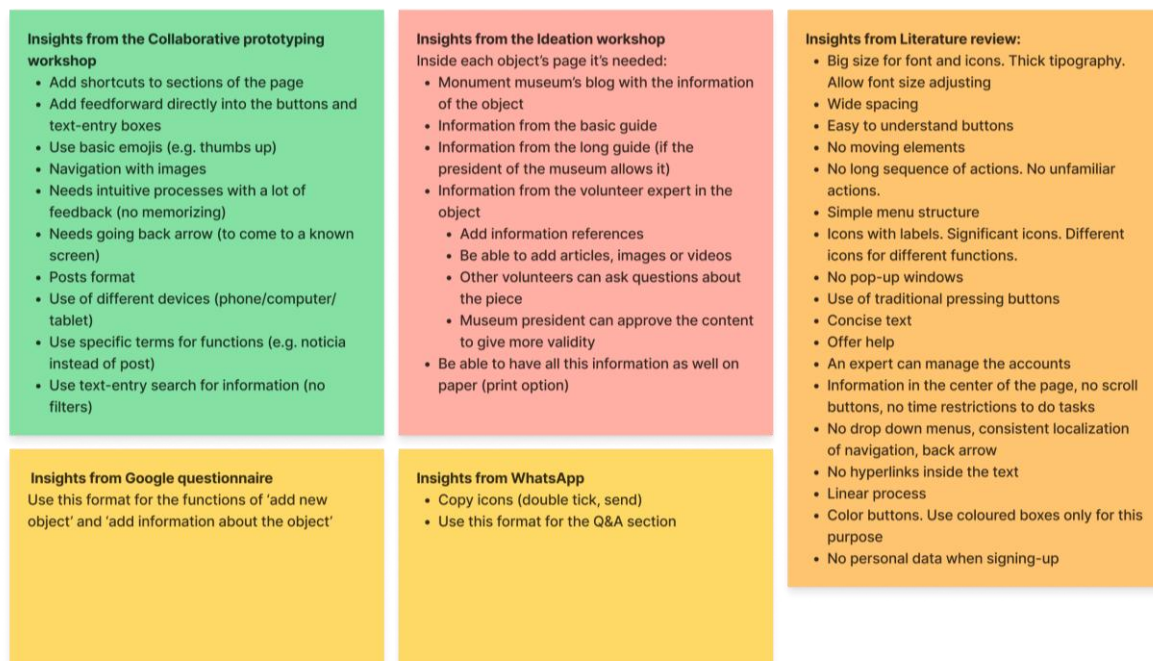 Insights from the Collaborative prototyping
workshop
• Add shortcuts to sections of the page
• Add feedforward directly into the buttons and
text-entry boxes
• Use basic emojis (e.g. thumbs up)
• Navigation with images
• Needs intuitive processes with a lot of
feedback (no memorizing)
• Needs going back arrow (to come to a known
screen)
• Posts format
• Use of different devices (phone/computer/
tablet)
• Use specific terms for functions (e.g. noticia
instead of post)
• Use text-entry search for information (no
filters)
Insights from the Ideation workshop
Inside each object's page it's needed:
• Monument museum's blog with the information
of the object
• Information from the basic guide
• Information from the long guide (if the
president of the museum allows it)
• Information from the volunteer expert in the
object
• Add information references
• Be able to add articles, images or videos
• Other volunteers can ask questions about
the piece
• Museum president can approve the content
to give more validity
• Be able to have all this information as well on
paper (print option)
Insights from Literature review:
• Big size for font and icons. Thick tipography.
Allow font size adjusting
• Wide spacing
• Easy to understand buttons
• No moving elements
• No long sequence of actions. No unfamiliar
actions.
• Simple menu structure
• Icons with labels. Significant icons. Different
icons for different functions.
• No pop-up windows
• Use of traditional pressing buttons
• Concise text
• Offer help
• An expert can manage the accounts
• Information in the center of the page, no scroll
buttons, no time restrictions to do tasks
• No drop down menus, consistent localization
of navigation, back arrow
• No hyperlinks inside the text
• Linear process
• Color buttons. Use coloured boxes only for this
purpose
• No personal data when signing-up
Insights from Google questionnaire
Use this format for the functions of 'add new
object' and 'add information about the object'
Insights from WhatsApp
• Copy icons (double tick, send)
• Use this format for the Q&A section